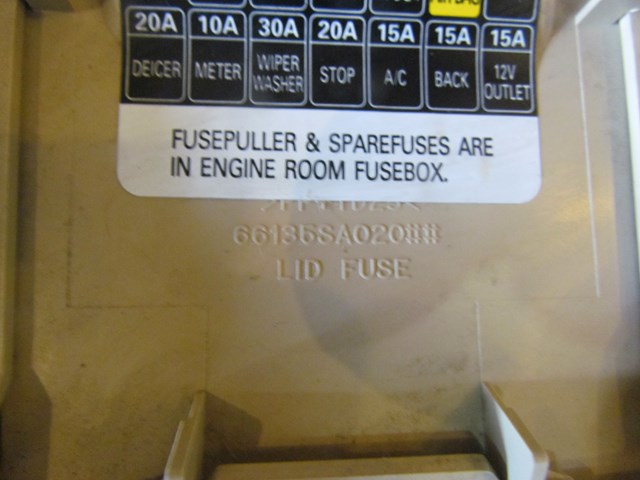 20A 10A 30A 20A 15A 15A 15A
DEICER METER WIPER WASHER STOP A/C BACK 12V OUTLET
FUSEPULLER & SPAREFUSES ARE
IN ENGINE ROOM FUSEBOX.
66135SA020##
LID FUSE